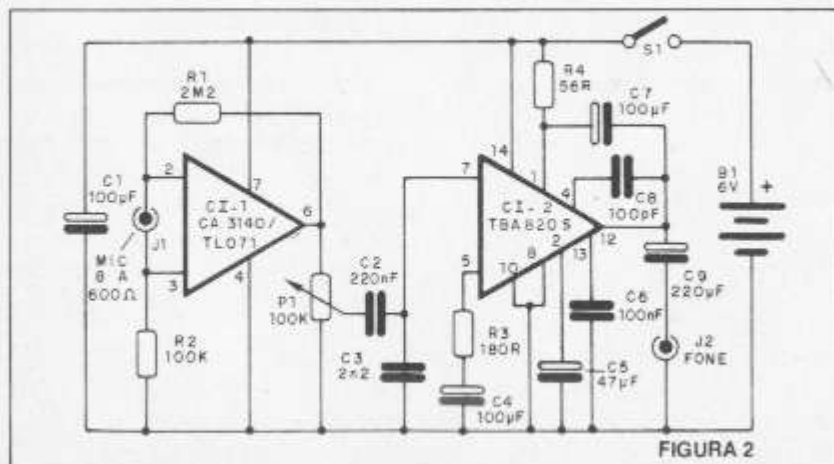 R1
2M2
C1
100µF
MIC
8 A
600Ω
J1
2
3
7
4
6
CI-1
CA 3140/
TL071
R2
100K
P1
100K
C2
220nF
C3
2n2
R4
56R
C7
100µF
14
1
7
4
C8
100pF
CI-2
TBA820S
12
5
10
8
2
13
R3
180R
C4
100µF
C5
47µF
C6
100nF
C9
220µF
J2
FONE
S1
B1
6V
+
FIGURA 2